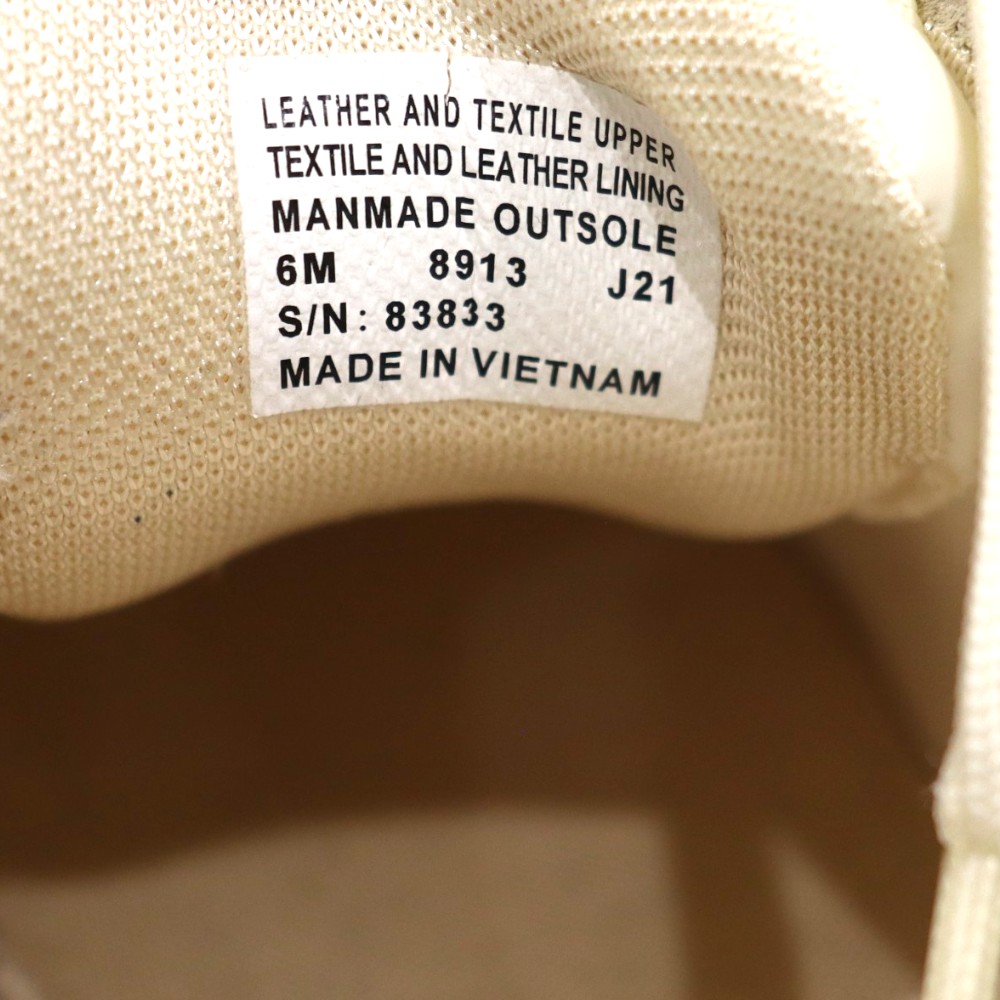 LEATHER AND TEXTILE UPPER
TEXTILE AND LEATHER LINING
MANMADE OUTSOLE
6M 8913 J21
S/N: 83833
MADE IN VIETNAM